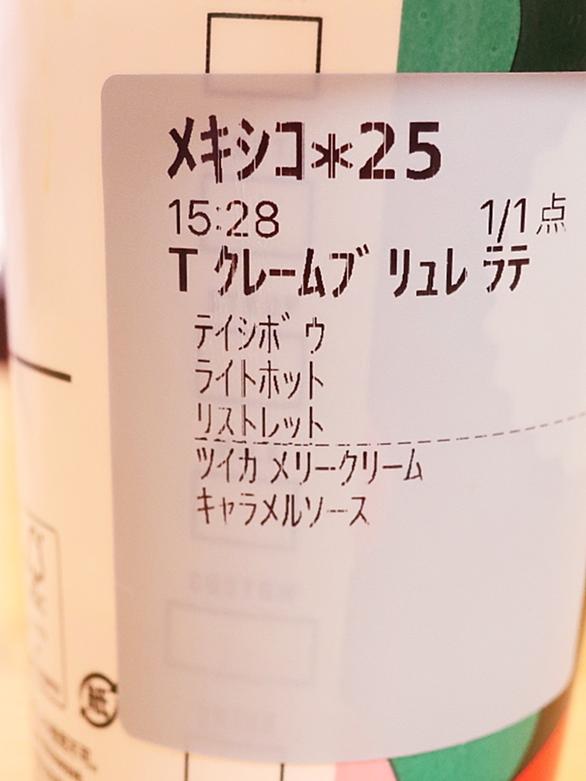 メキシコ*25
15:28 1/1点
T クレームブリュレ ラテ
テイシボウ
ライトホット
リストレット
ツイカ メリークリーム
キャラメルソース
紙